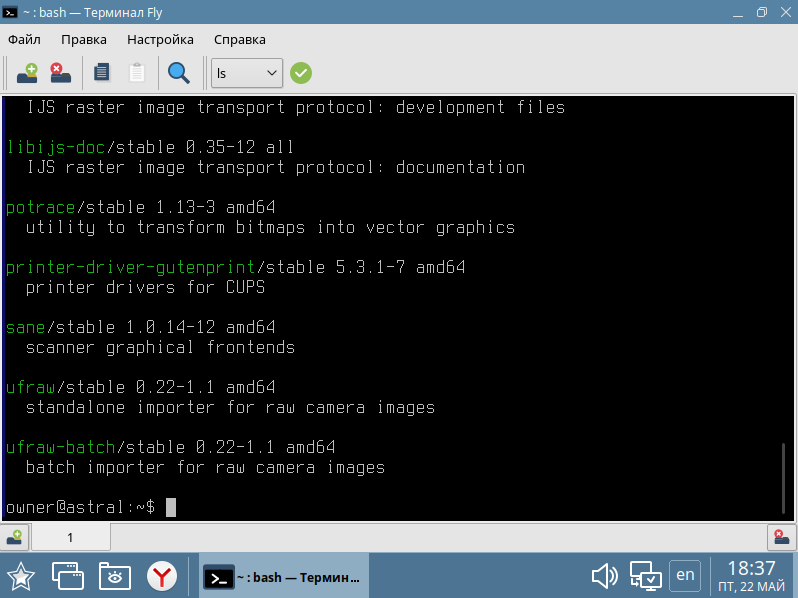 ~ : bash — Терминал Fly
Файл Правка Настройка Справка
ls
IJS raster image transport protocol: development files
libijs-doc/stable 0.35-12 all
IJS raster image transport protocol: documentation
potrace/stable 1.13-3 amd64
utility to transform bitmaps into vector graphics
printer-driver-gutenprint/stable 5.3.1-7 amd64
printer drivers for CUPS
sane/stable 1.0.14-12 amd64
scanner graphical frontends
ufraw/stable 0.22-1.1 amd64
standalone importer for raw camera images
ufraw-batch/stable 0.22-1.1 amd64
batch importer for raw camera images
owner@astral:~$
1
~ : bash — Термин...
en
18:37
ПТ, 22 МАЙ